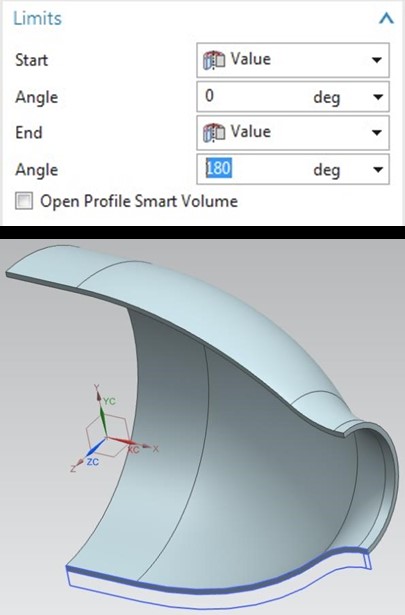 Limits
Start Value
Angle 0 deg
End Value
Angle 180 deg
Open Profile Smart Volume
Y
YC
XC X
ZC
Z